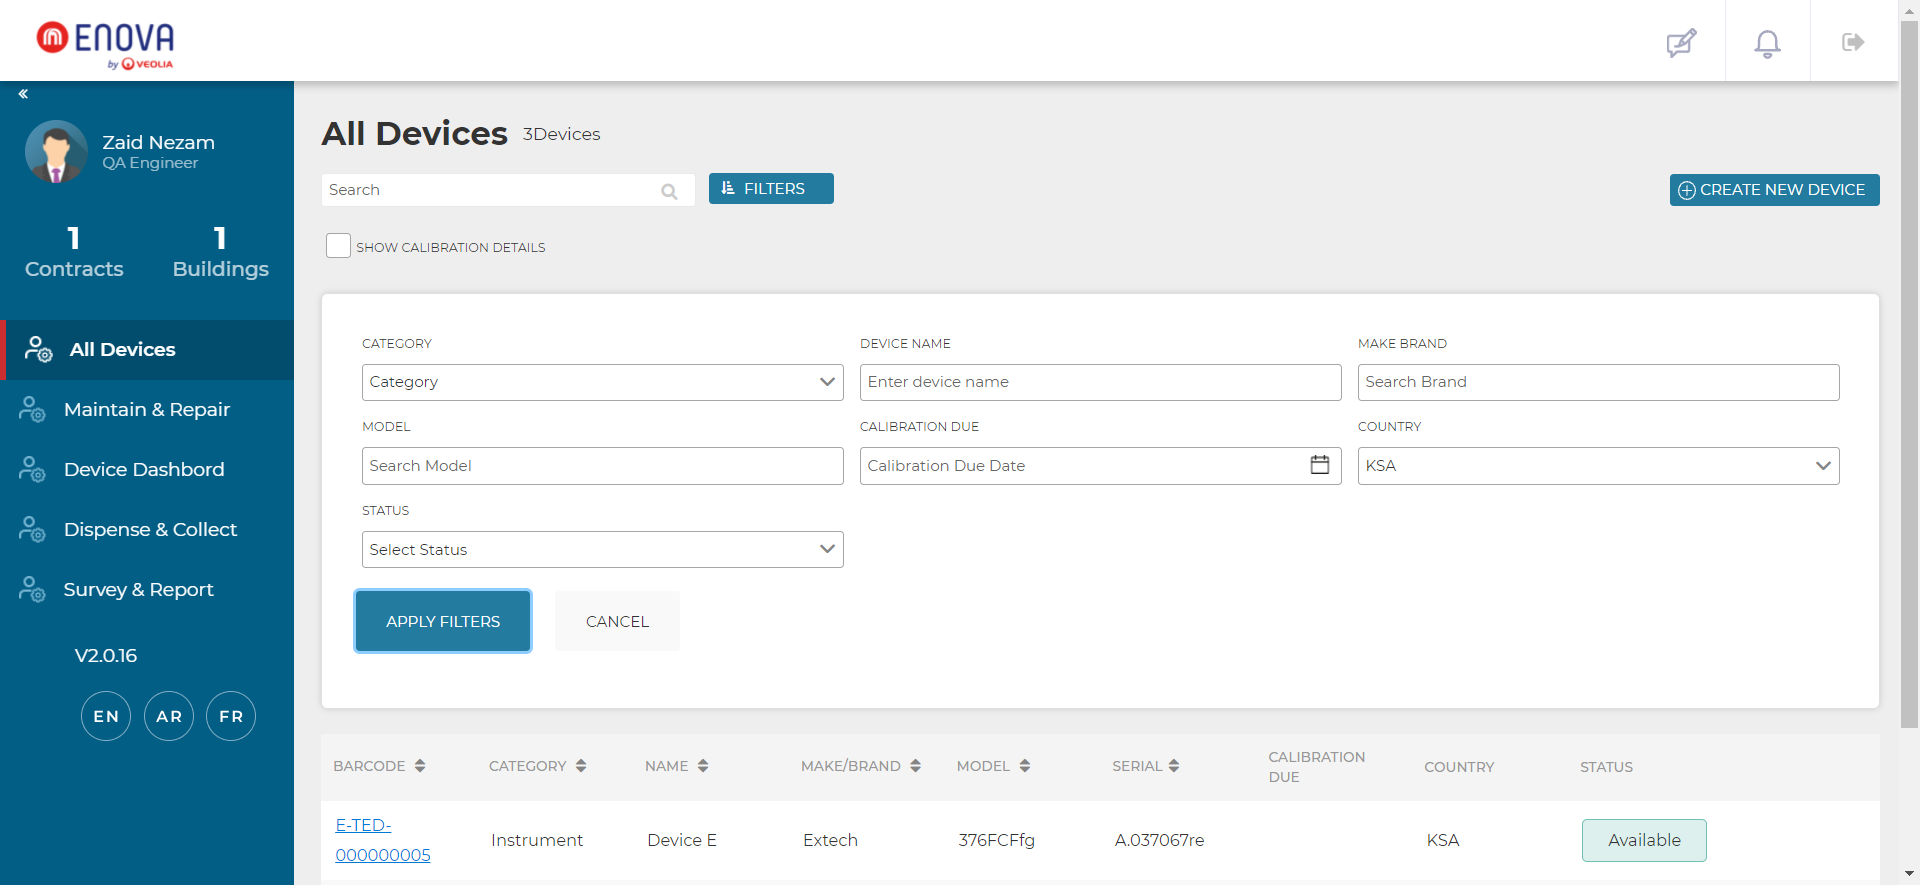 ENOVA
by VEOLIA
«
Zaid Nezam
QA Engineer
1
Contracts
1
Buildings
All Devices
Maintain & Repair
Device Dashbord
Dispense & Collect
Survey & Report
V2.0.16
EN AR FR
All Devices 3Devices
Search
FILTERS
CREATE NEW DEVICE
SHOW CALIBRATION DETAILS
CATEGORY
Category
DEVICE NAME
Enter device name
MAKE BRAND
Search Brand
MODEL
Search Model
CALIBRATION DUE
Calibration Due Date
COUNTRY
KSA
STATUS
Select Status
APPLY FILTERS
CANCEL
BARCODE CATEGORY NAME MAKE/BRAND MODEL SERIAL CALIBRATION DUE COUNTRY STATUS
E-TED-
000000005
Instrument Device E Extech 376FCFfg A.037067re KSA Available